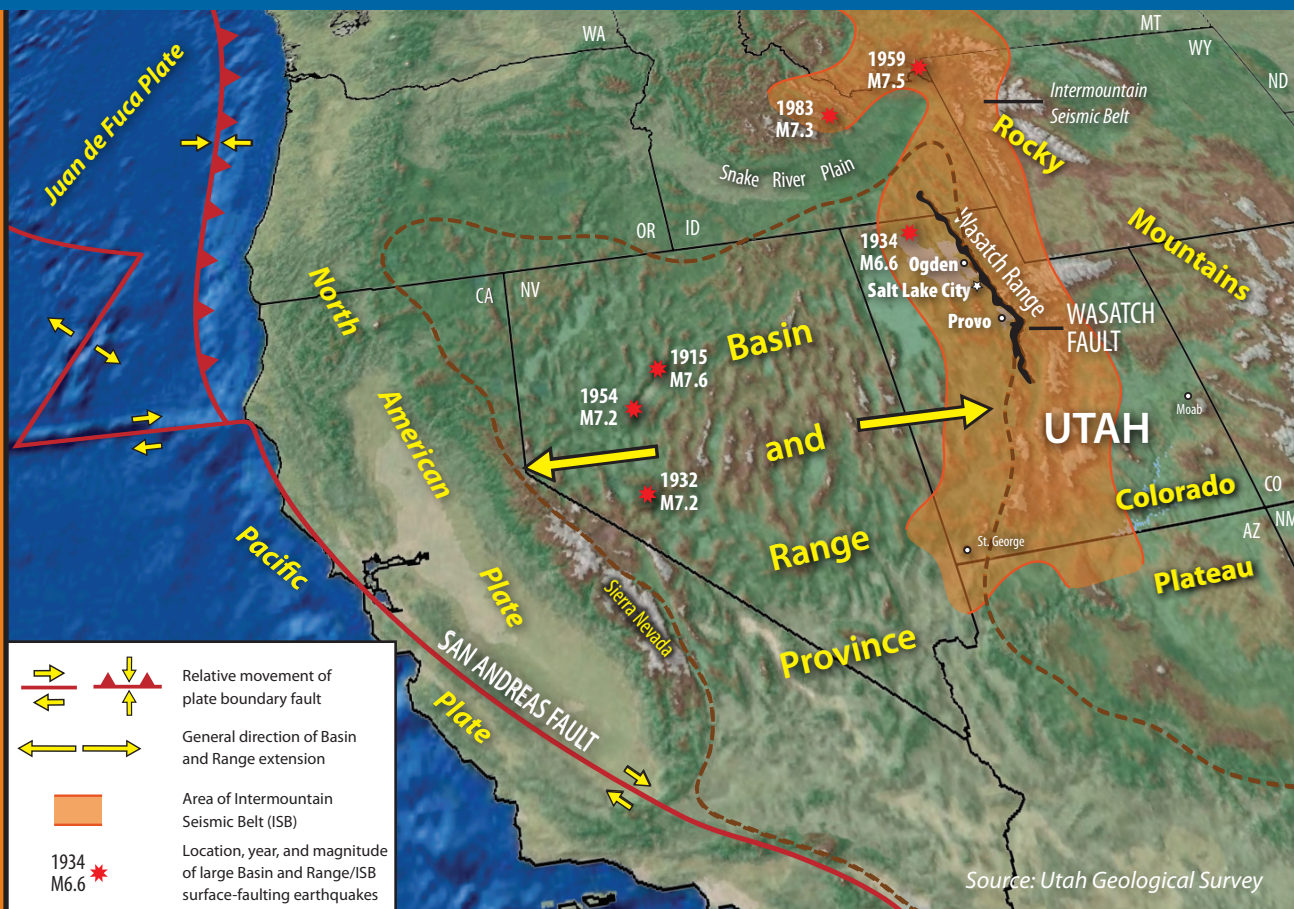 WA
MT
WY
ND
Juan de Fuca Plate
1959
M7.5
1983
M7.3
Intermountain
Seismic Belt
Rocky
Mountains
Snake River Plain
OR
ID
1934
M6.6
Wasatch Range
Ogden
Salt Lake City
Provo
WASATCH
FAULT
CA
NV
North
American
Plate
Basin
and
Range
Province
1915
M7.6
1954
M7.2
1932
M7.2
UTAH
Moab
Colorado
Plateau
CO
NM
AZ
St. George
Pacific
Plate
Sierra Nevada
SAN ANDREAS FAULT
Relative movement of
plate boundary fault
General direction of Basin
and Range extension
Area of Intermountain
Seismic Belt (ISB)
1934
M6.6
Location, year, and magnitude
of large Basin and Range/ISB
surface-faulting earthquakes
Source: Utah Geological Survey